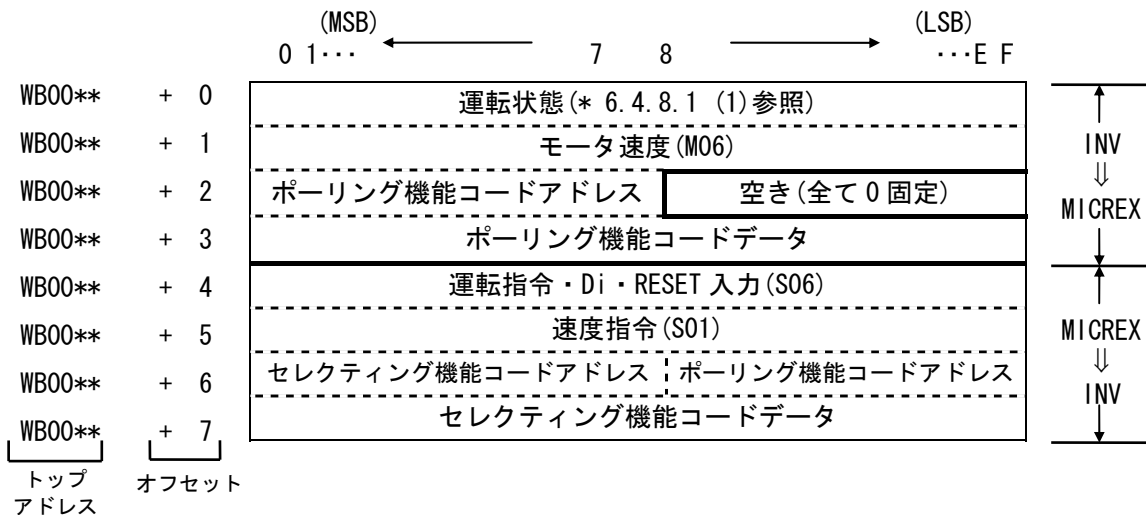 (MSB) (LSB)
0 1··· 7 8 ···E F
WB00** + 0 運転状態(* 6.4.8.1 (1)参照)
WB00** + 1 モータ速度(M06) INV
WB00** + 2 ポーリング機能コードアドレス 空き(全て0固定) ⇓
MICREX
WB00** + 3 ポーリング機能コードデータ
WB00** + 4 運転指令・Di・RESET 入力(S06)
WB00** + 5 速度指令(S01) MICREX
⇓
WB00** + 6 セレクティング機能コードアドレス ポーリング機能コードアドレス INV
WB00** + 7 セレクティング機能コードデータ
トップ オフセット
アドレス